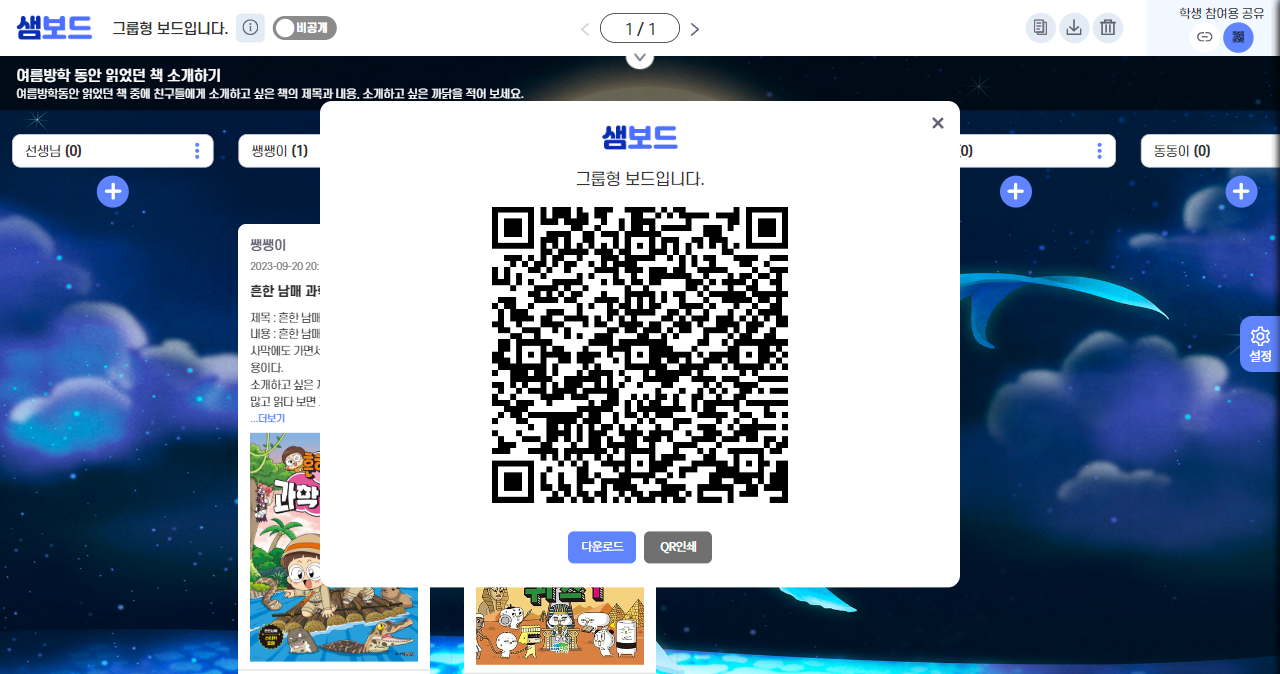 샘보드
그룹형 보드입니다.
비공개
1 / 1
학생 참여용 공유
여름방학 동안 읽었던 책 소개하기
여름방학동안 읽었던 책 중에 친구들에게 소개하고 싶은 책의 제목과 내용, 소개하고 싶은 까닭을 적어 보세요.
선생님 (0)
쌩쌩이 (1)
(0)
동동이 (0)
샘보드
그룹형 보드입니다.
쌩쌩이
2023-09-20 20:
흔한 남매 과학
제목 : 흔한 남매
내용 : 흔한 남매
사막에도 가면서
용이다.
소개하고 싶은
많고 읽다 보면
...더보기
설정
과학
다운로드
QR인쇄
퀴즈